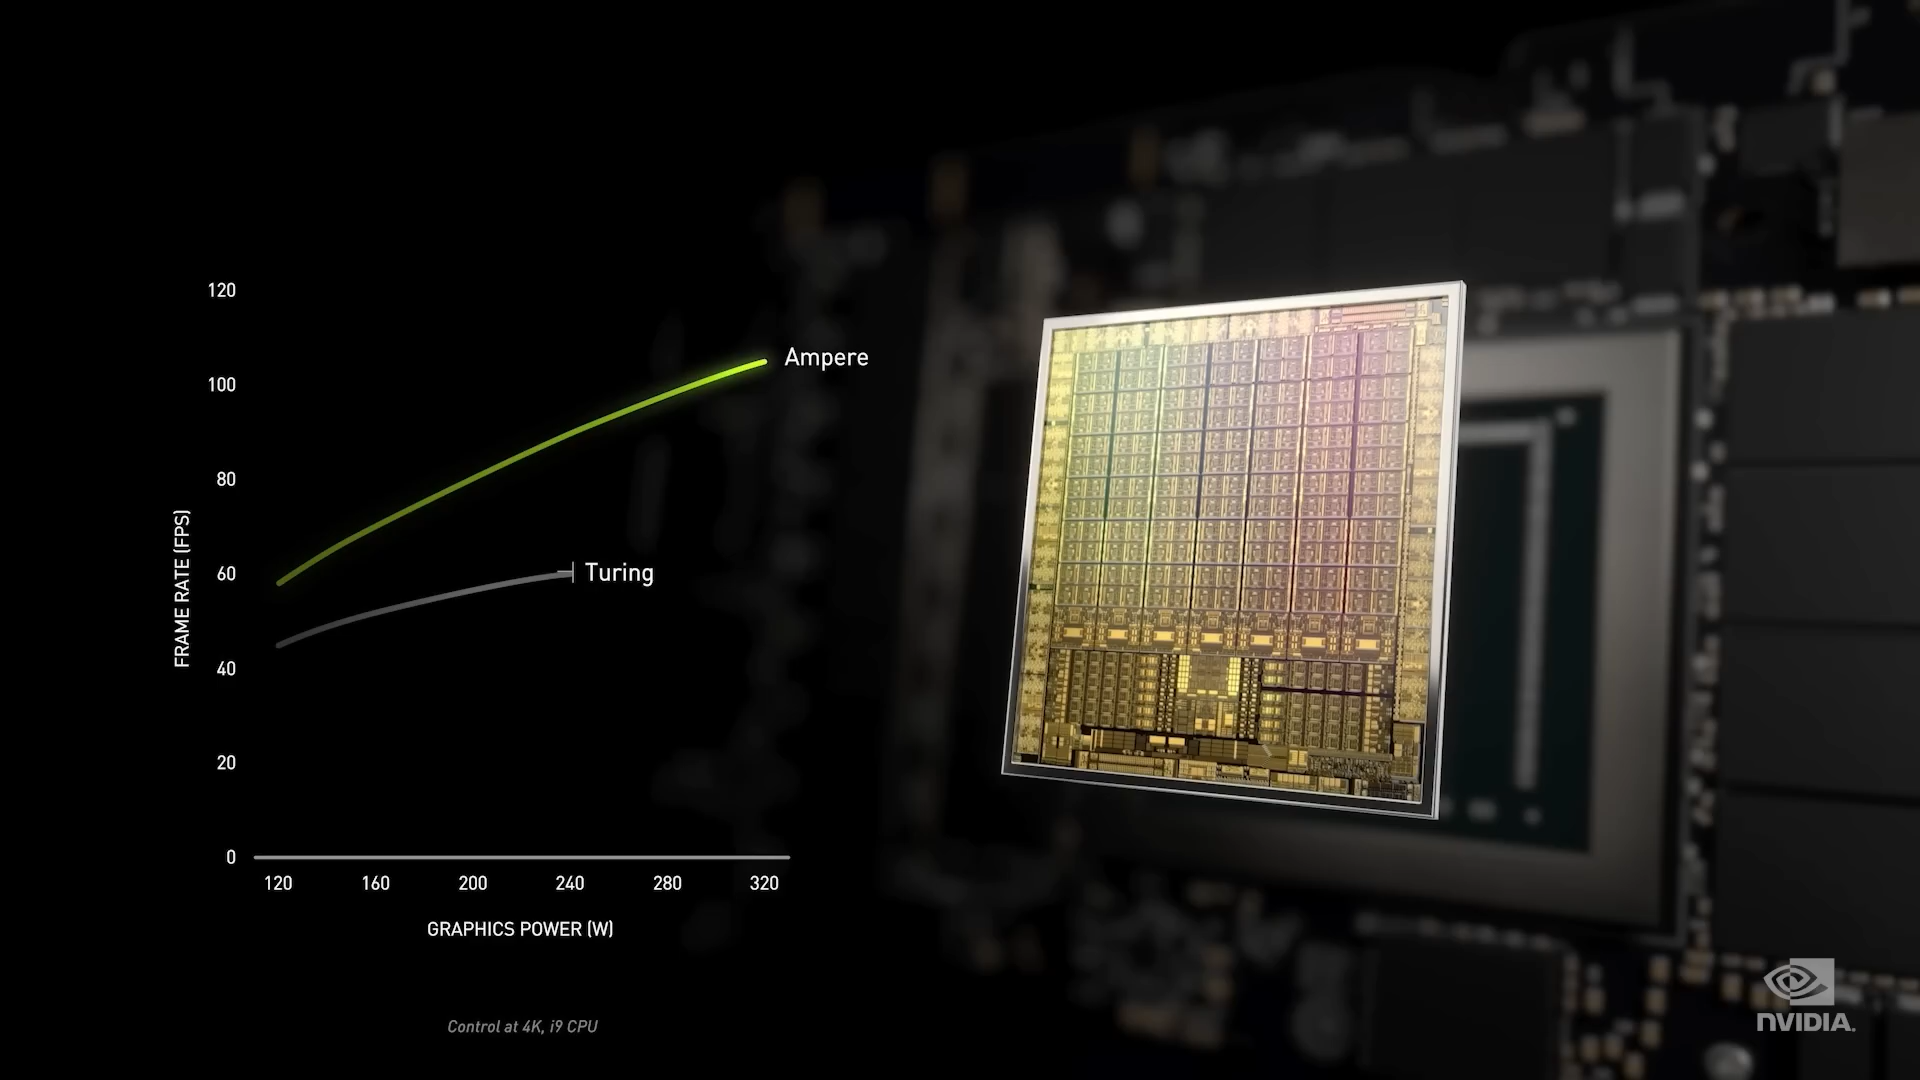 120
100
80
60
40
20
0
FRAME RATE (FPS)
Ampere
Turing
120 160 200 240 280 320
GRAPHICS POWER (W)
Control at 4K, i9 CPU
NVIDIA.